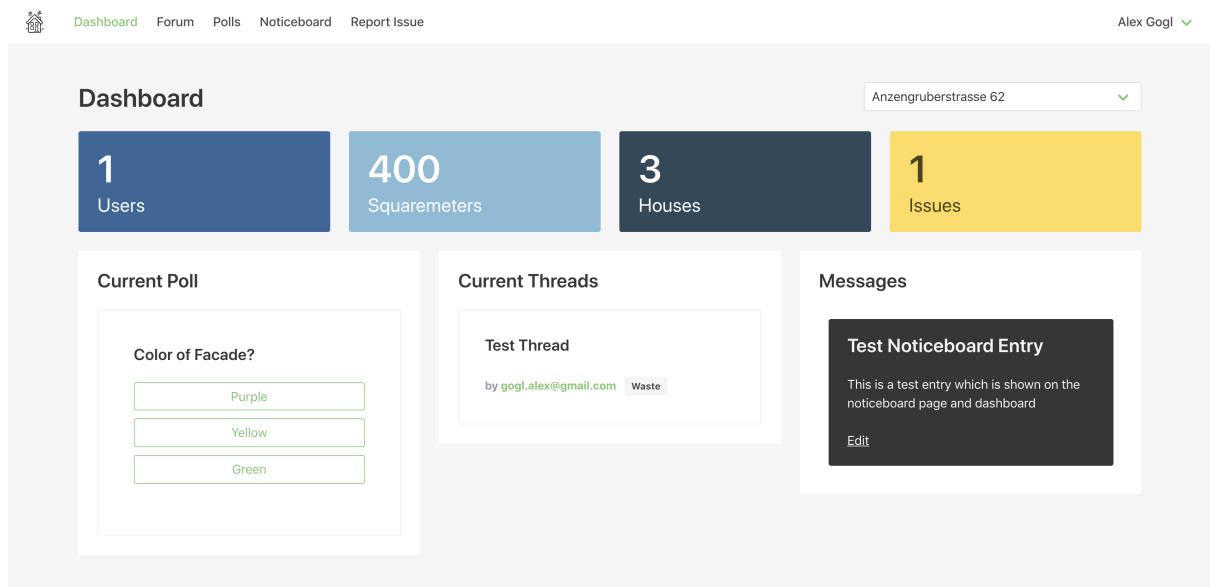 Dashboard Forum Polls Noticeboard Report Issue Alex Gogl
Dashboard
Anzengruberstrasse 62
1
Users
400
Squaremeters
3
Houses
1
Issues
Current Poll
Color of Facade?
Purple
Yellow
Green
Current Threads
Test Thread
by gogl.alex@gmail.com Waste
Messages
Test Noticeboard Entry
This is a test entry which is shown on the
noticeboard page and dashboard
Edit